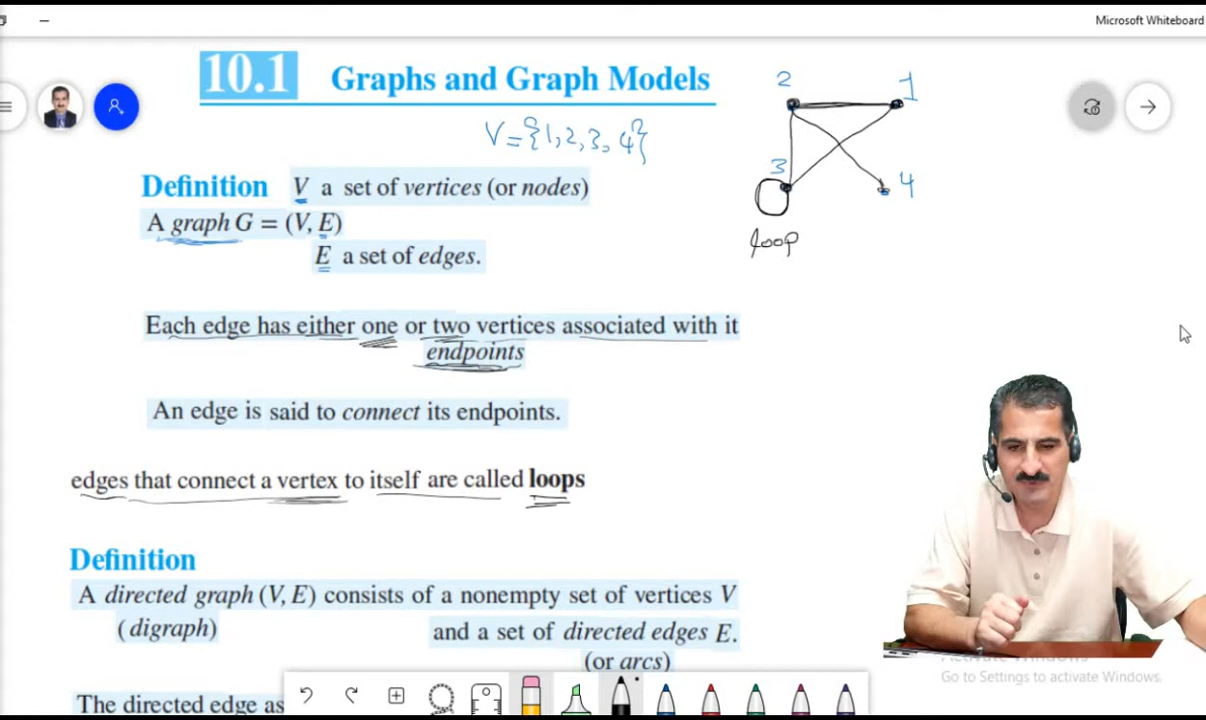 Microsoft Whiteboard
10.1 Graphs and Graph Models
2
1
V={1,2,3,4}
3
4
Definition V a set of vertices (or nodes)
A graph G = (V, E)
loop
E a set of edges.
Each edge has either one or two vertices associated with it
endpoints
An edge is said to connect its endpoints.
edges that connect a vertex to itself are called loops
Definition
A directed graph (V, E) consists of a nonempty set of vertices V
(digraph) and a set of directed edges E.
(or arcs)
Activate Windows
Go to Settings to activate Windows.
The directed edge as